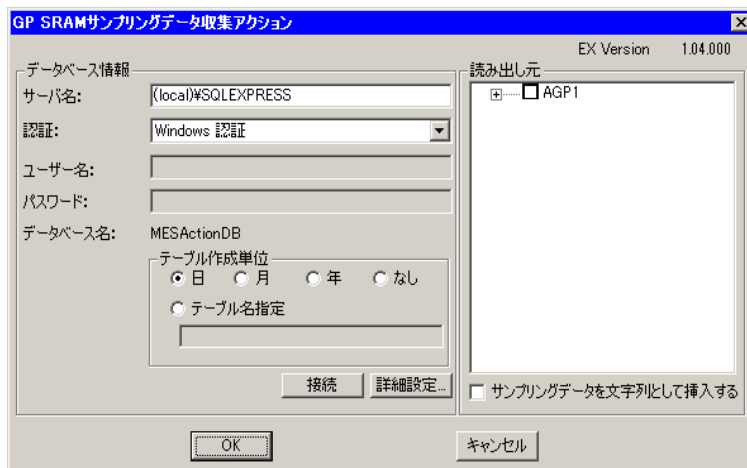 GP SRAMサンプリングデータ収集アクション
EX Version 1.04.000
データベース情報
サーバ名: (local)¥SQLEXPRESS
認証: Windows 認証
ユーザー名:
パスワード:
データベース名: MESActionDB
テーブル作成単位
日 月 年 なし
テーブル名指定
接続 詳細設定...
読み出し元
AGP1
サンプリングデータを文字列として挿入する
OK キャンセル